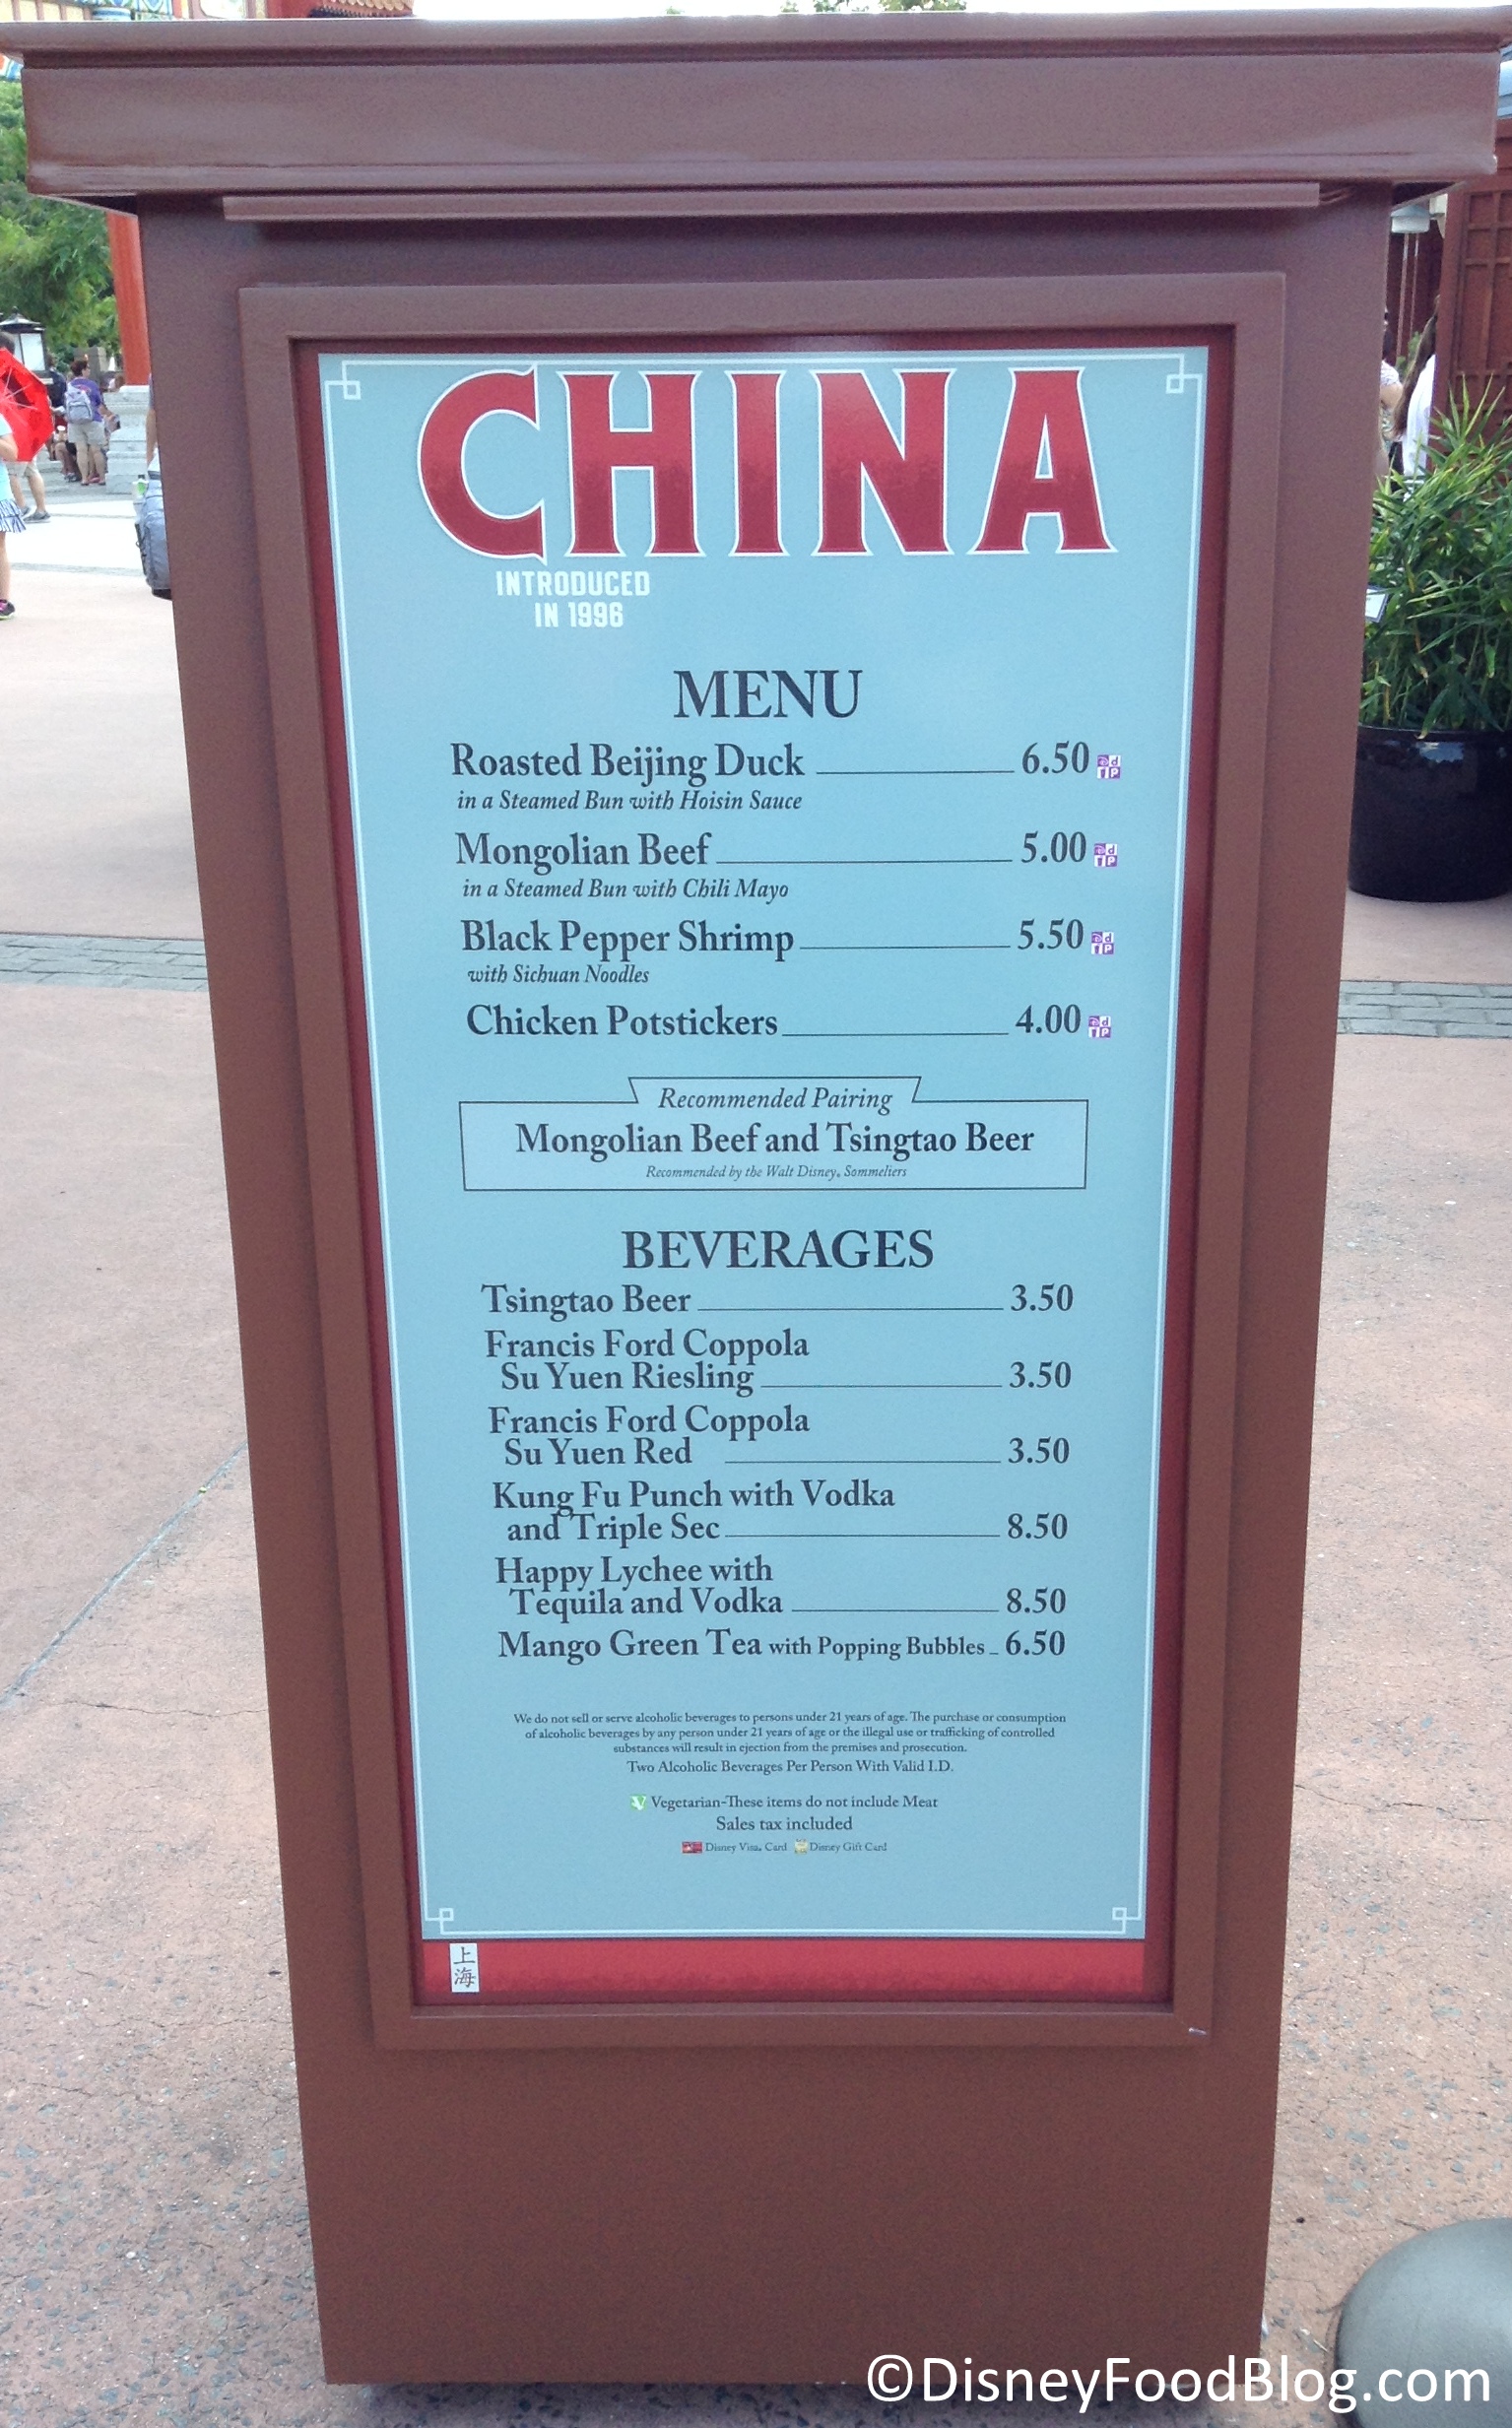 CHINA
INTRODUCED
IN 1996
MENU
Roasted Beijing Duck 6.50
in a Steamed Bun with Hoisin Sauce
Mongolian Beef 5.00
in a Steamed Bun with Chili Mayo
Black Pepper Shrimp 5.50
with Sichuan Noodles
Chicken Potstickers 4.00
Recommended Pairing
Mongolian Beef and Tsingtao Beer
Recommended by the Walt Disney® Sommeliers
BEVERAGES
Tsingtao Beer 3.50
Francis Ford Coppola
Su Yuen Riesling 3.50
Francis Ford Coppola
Su Yuen Red 3.50
Kung Fu Punch with Vodka
and Triple Sec 8.50
Happy Lychee with
Tequila and Vodka 8.50
Mango Green Tea with Popping Bubbles 6.50
We do not sell or serve alcoholic beverages to persons under 21 years of age. The purchase or consumption
of alcoholic beverages by any person under 21 years of age or the illegal use or trafficking of controlled
substances will result in ejection from the premises and prosecution.
Two Alcoholic Beverages Per Person With Valid I.D.
Vegetarian-These items do not include Meat
Sales tax included
Disney Visa® Card Disney Gift Card
上
海
©DisneyFoodBlog.com